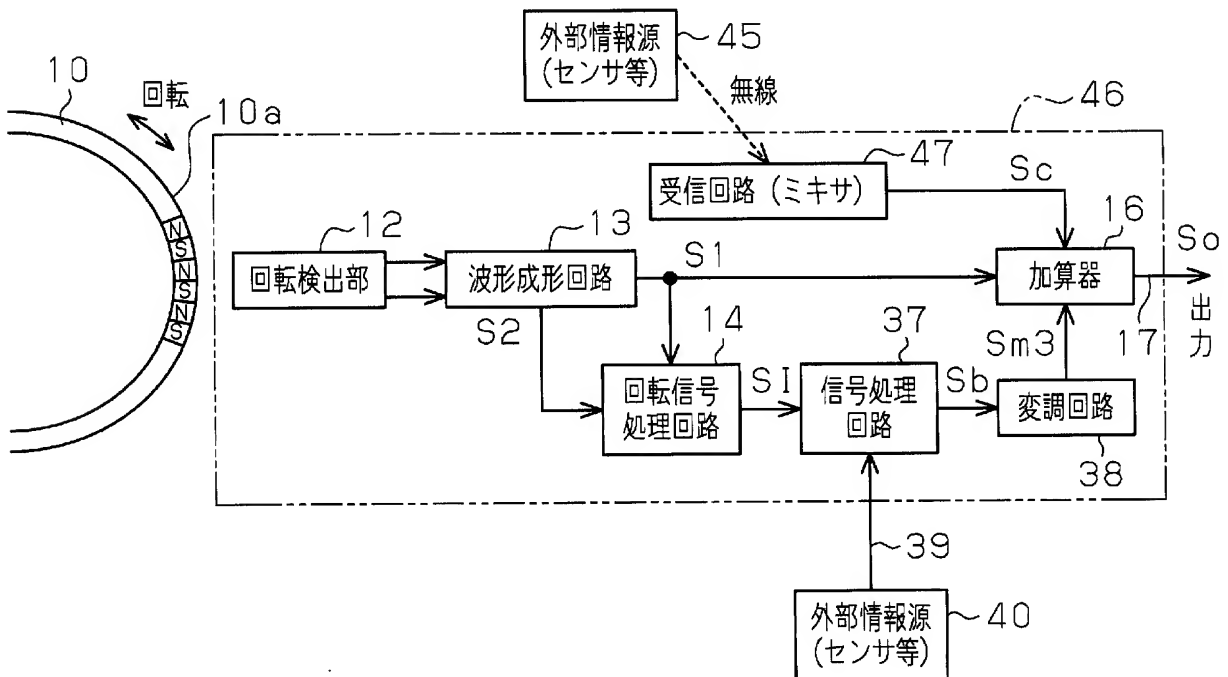 外部情報源
(センサ等)
45
無線
46
10
回転
10a
47
受信回路 (ミキサ)
Sc
12
13
16
回転検出部
波形成形回路
S1
加算器
So
17
出力
N
S
N
S
N
S
S2
14
37
Sm3
回転信号
処理回路
SI
信号処理
回路
Sb
変調回路
38
39
外部情報源
(センサ等)
40